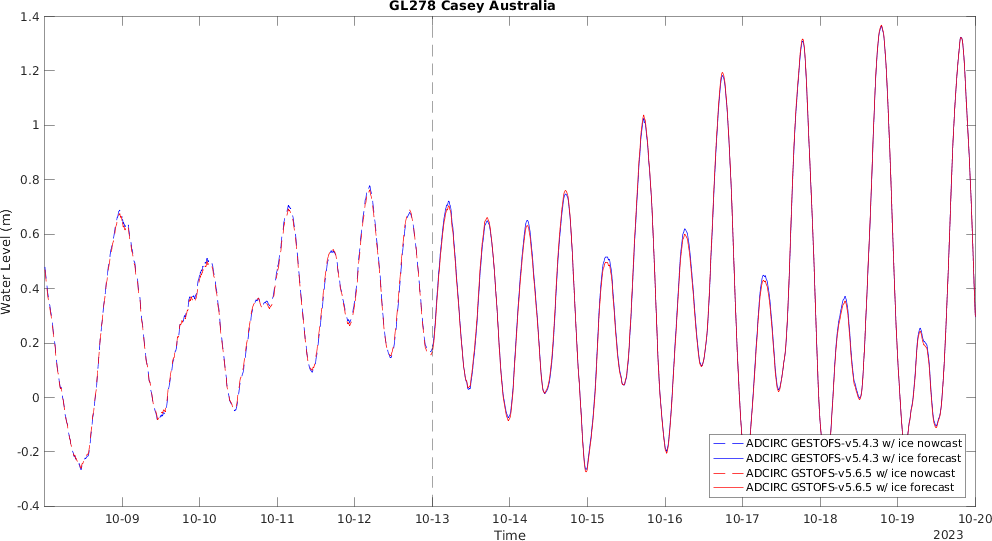 GL278 Casey Australia
Water Level (m)
1.4
1.2
1
0.8
0.6
0.4
0.2
0
-0.2
-0.4
ADCIRC GESTOFS-v5.4.3 w/ ice nowcast
ADCIRC GESTOFS-v5.4.3 w/ ice forecast
ADCIRC GSTOFS-v5.6.5 w/ ice nowcast
ADCIRC GSTOFS-v5.6.5 w/ ice forecast
10-09 10-10 10-11 10-12 10-13 10-14 10-15 10-16 10-17 10-18 10-19 10-20
Time
2023